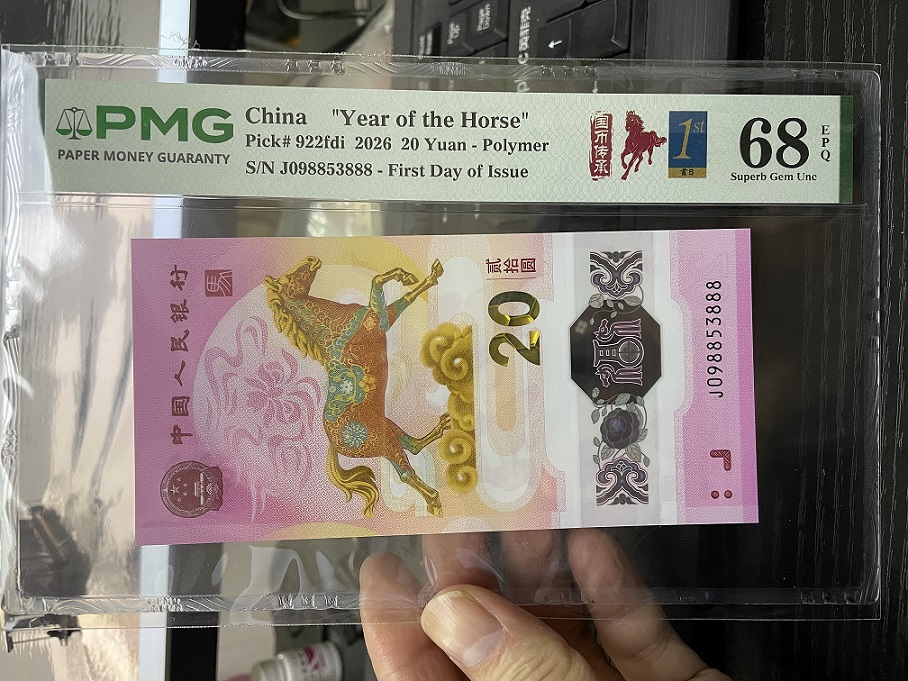 PMG
PAPER MONEY GUARANTY
China "Year of the Horse"
Pick# 922fdi 2026 20 Yuan - Polymer
S/N J098853888 - First Day of Issue
国币传承
1st
首日
68
EPQ
Superb Gem Unc
中国人民银行
贰拾圆
20
J098853888